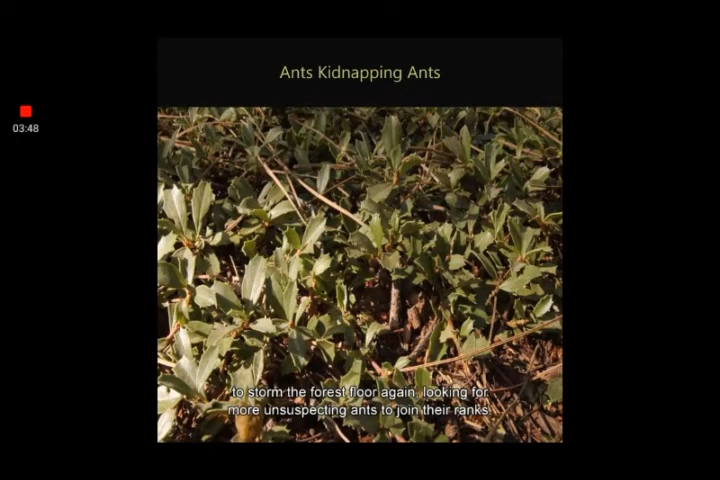 Ants Kidnapping Ants
03:48
to storm the forest floor again, looking for
more unsuspecting ants to join their ranks.